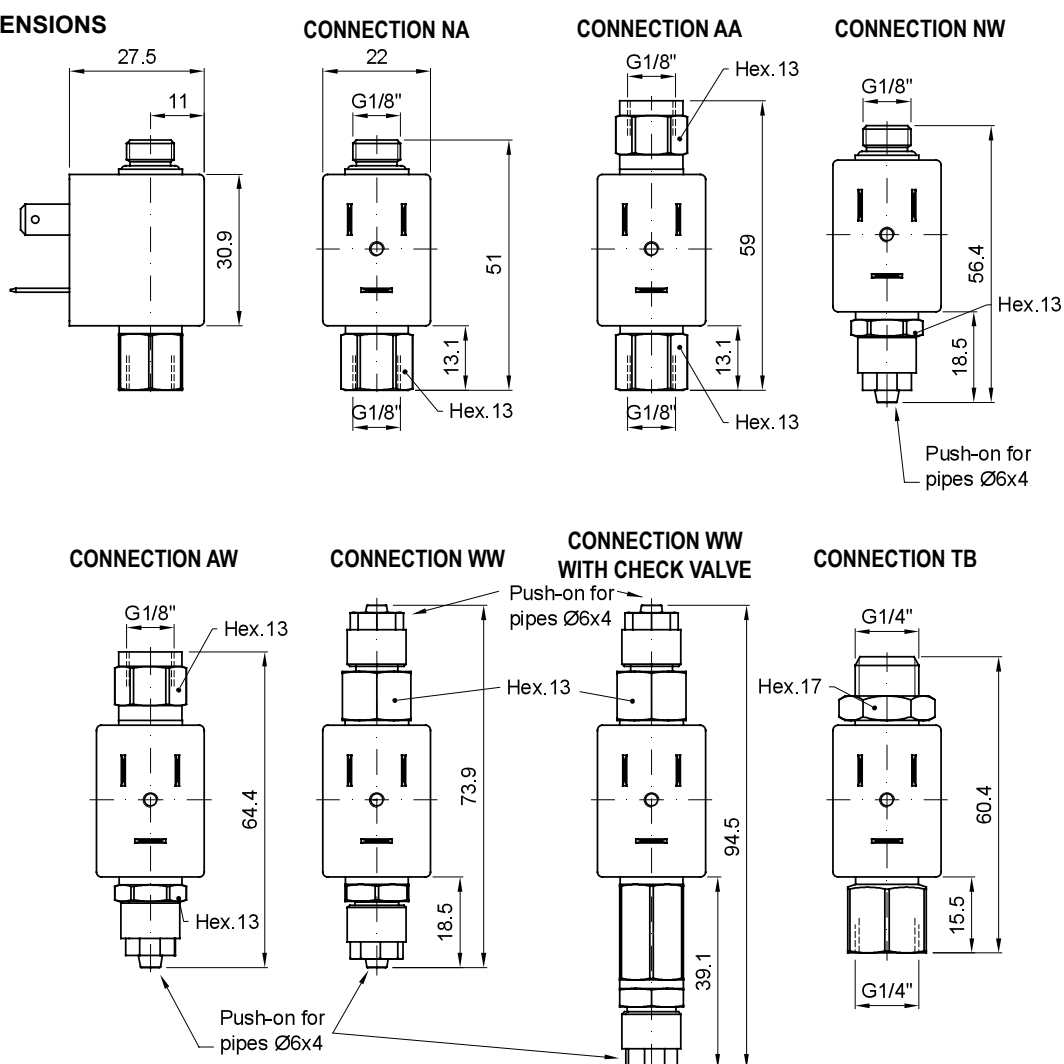 ENSIONS
CONNECTION NA
CONNECTION AA
CONNECTION NW
27.5
11
30.9
22
G1/8"
51
13.1
Hex.13
G1/8"
G1/8"
Hex.13
59
13.1
G1/8"
Hex.13
G1/8"
56.4
Hex.13
18.5
Push-on for
pipes Ø6x4
CONNECTION AW
CONNECTION WW
CONNECTION WW
WITH CHECK VALVE
CONNECTION TB
G1/8"
Hex.13
64.4
Hex.13
Push-on for
pipes Ø6x4
Push-on for
pipes Ø6x4
Hex.13
73.9
18.5
94.5
39.1
G1/4"
Hex.17
60.4
15.5
G1/4"